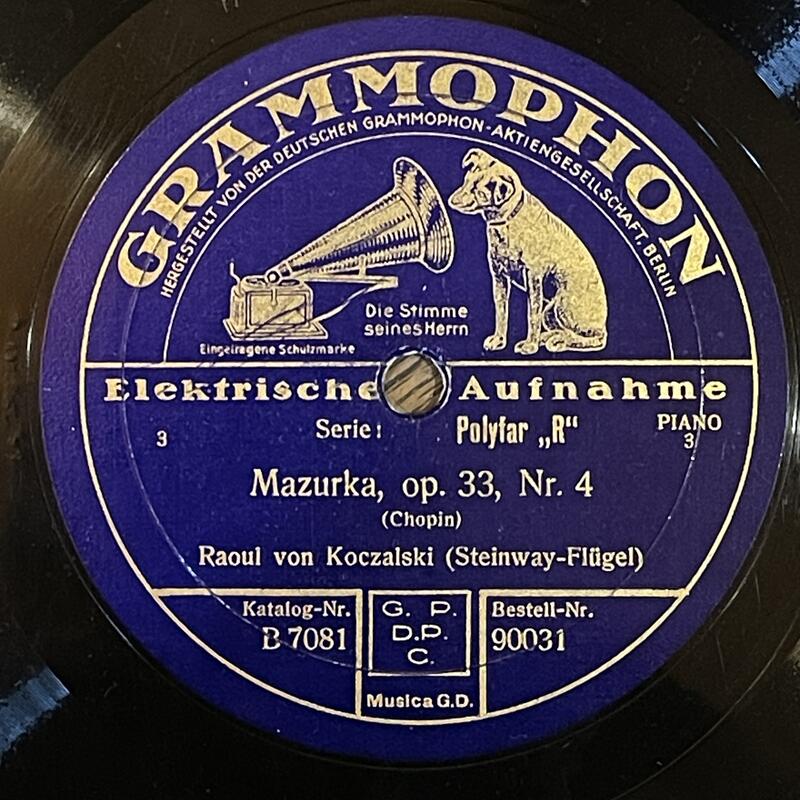 GRAMMOPHON
HERGESTELLT VON DER DEUTSCHEN GRAMMOPHON-AKTIENGESELLSCHAFT, BERLIN
Die Stimme
seines Herrn
Eingetragene Schutzmarke
Elektrische Aufnahme
3 Serie: Polyfar „R“ PIANO
3
Mazurka, op. 33, Nr. 4
(Chopin)
Raoul von Koczalski (Steinway-Flügel)
Katalog-Nr. G. P. Bestell-Nr.
B 7081 D.P. 90031
C.
Musica G.D.